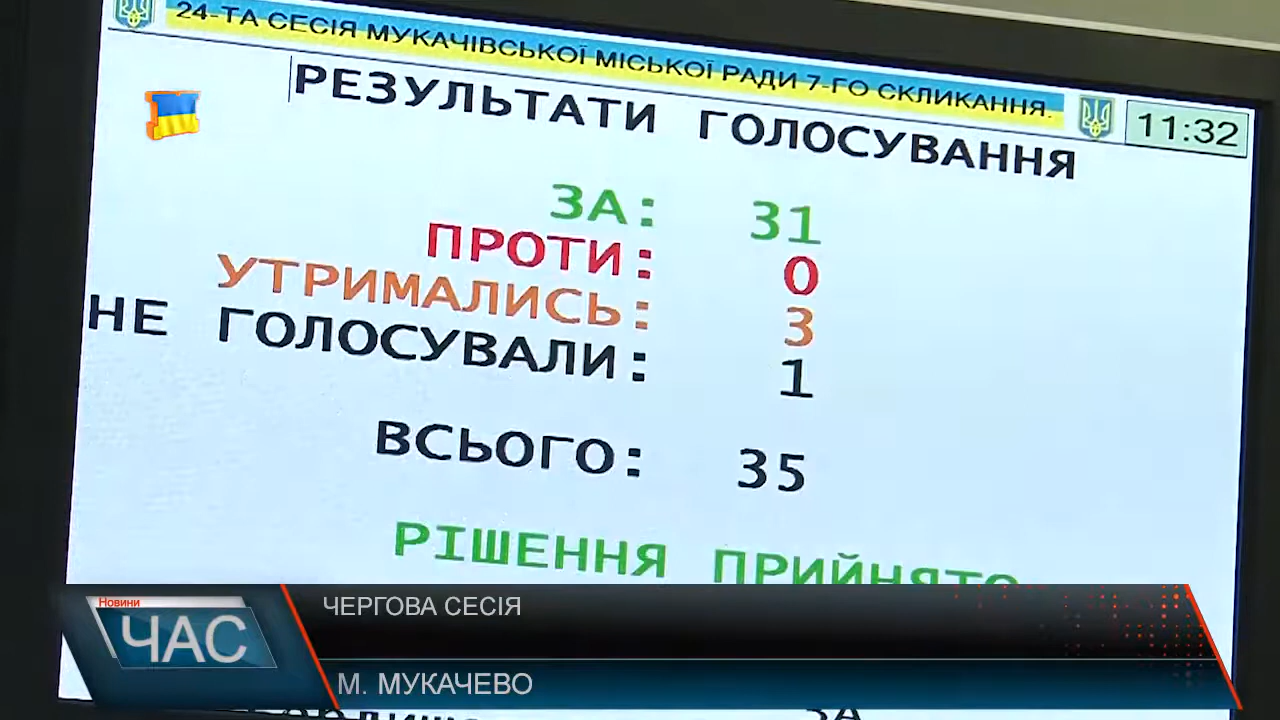 24-ТА СЕСІЯ МУКАЧІВСЬКОЇ МІСЬКОЇ РАДИ 7-ГО СКЛИКАННЯ.
11:32
РЕЗУЛЬТАТИ ГОЛОСУВАННЯ
ЗА: 31
ПРОТИ: 0
УТРИМАЛИСЬ: 3
НЕ ГОЛОСУВАЛИ: 1
ВСЬОГО: 35
РІШЕННЯ ПРИЙНЯТО
Новини
ЧАС
ЧЕРГОВА СЕСІЯ
М. МУКАЧЕВО
ЗА